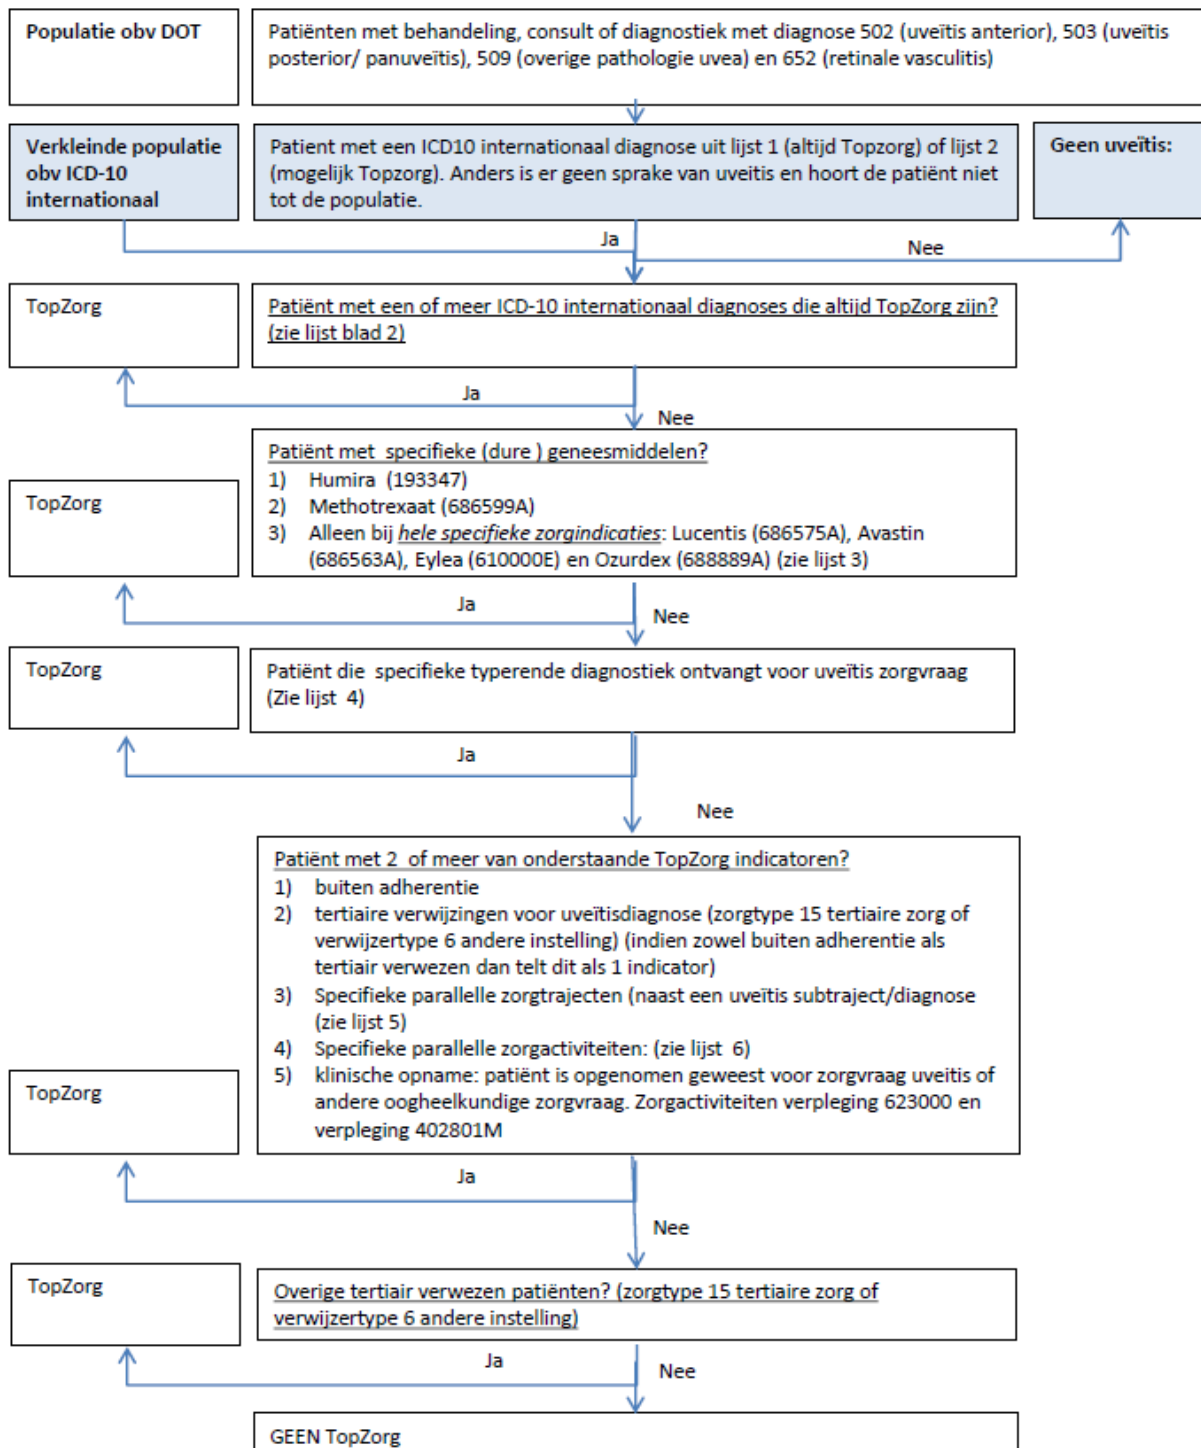 Populatie obv DOT
Patiënten met behandeling, consult of diagnostiek met diagnose 502 (uveïtis anterior), 503 (uveïtis
posterior/ panuveïtis), 509 (overige pathologie uvea) en 652 (retinale vasculitis)
Verkleinde populatie
obv ICD-10
internationaal
Patient met een ICD10 internationaal diagnose uit lijst 1 (altijd Topzorg) of lijst 2
(mogelijk Topzorg). Anders is er geen sprake van uveitis en hoort de patiënt niet
tot de populatie.
Geen uveïtis:
Ja
Nee
TopZorg
Patiënt met een of meer ICD-10 internationaal diagnoses die altijd TopZorg zijn?
(zie lijst blad 2)
Ja
Nee
TopZorg
Patiënt met  specifieke (dure ) geneesmiddelen?
1) Humira  (193347)
2) Methotrexaat (686599A)
3) Alleen bij hele specifieke zorgindicaties: Lucentis (686575A), Avastin
(686563A), Eylea (610000E) en Ozurdex (688889A) (zie lijst 3)
Ja
Nee
TopZorg
Patiënt die  specifieke typerende diagnostiek ontvangt voor uveïtis zorgvraag
(Zie lijst  4)
Ja
Nee
Patiënt met 2  of meer van onderstaande TopZorg indicatoren?
1) buiten adherentie
2) tertiaire verwijzingen voor uveïtisdiagnose (zorgtype 15 tertiaire zorg of
verwijzertype 6 andere instelling) (indien zowel buiten adherentie als
tertiair verwezen dan telt dit als 1 indicator)
3) Specifieke parallelle zorgtrajecten (naast een uveïtis subtraject/diagnose
(zie lijst 5)
4) Specifieke parallelle zorgactiviteiten: (zie lijst  6)
5) klinische opname: patiënt is opgenomen geweest voor zorgvraag uveitis of
andere oogheelkundige zorgvraag. Zorgactiviteiten verpleging 623000 en
verpleging 402801M
TopZorg
Ja
Nee
TopZorg
Overige tertiair verwezen patiënten? (zorgtype 15 tertiaire zorg of
verwijzertype 6 andere instelling)
Ja
Nee
GEEN TopZorg